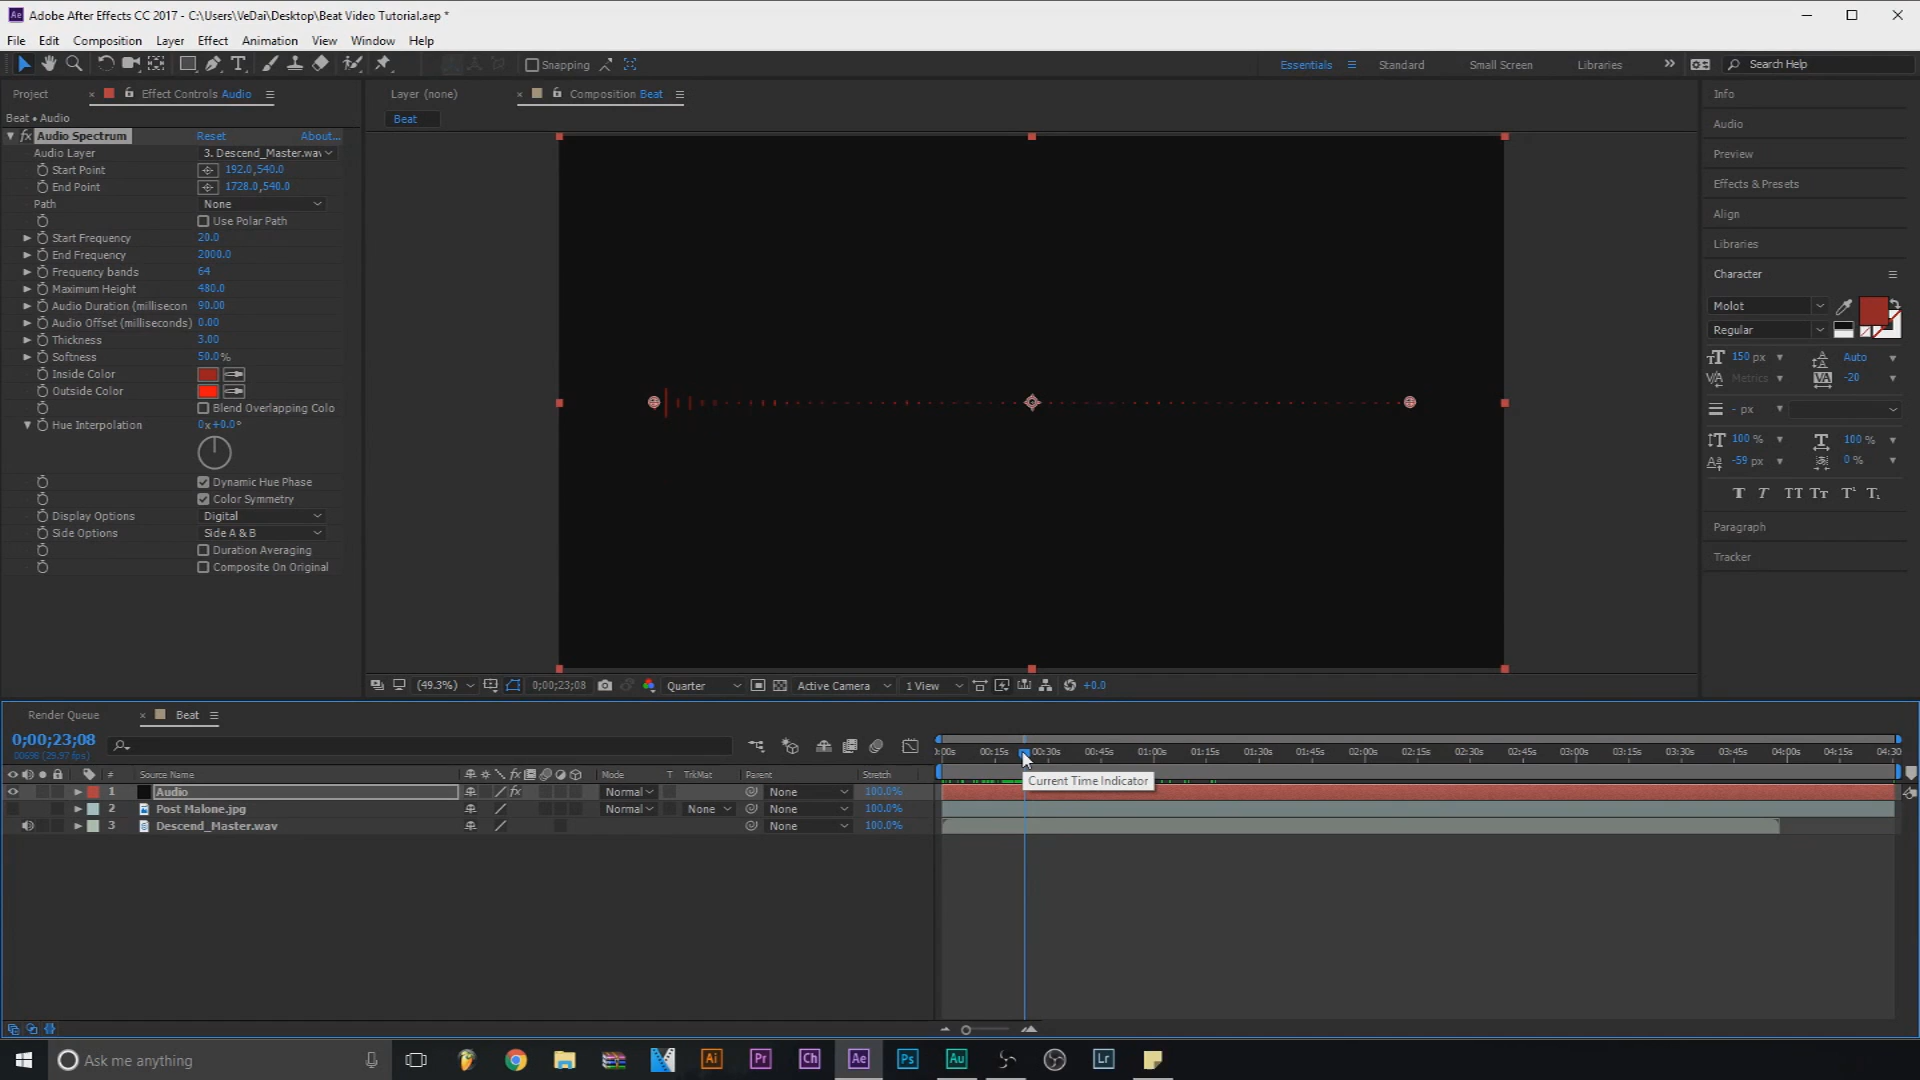 Adobe After Effects CC 2017 - C:\Users\VeDai\Desktop\Beat Video Tutorial.aep *
File Edit Composition Layer Effect Animation View Window Help
Snapping
Essentials Standard Small Screen Libraries Search Help
Project Effect Controls Audio
Layer (none) Composition Beat
Beat • Audio
Beat
Audio Spectrum Reset About...
Audio Layer 3. Descend_Master.wav
Start Point 192.0,540.0
End Point 1728.0,540.0
Path None
Use Polar Path
Start Frequency 20.0
End Frequency 2000.0
Frequency bands 64
Maximum Height 480.0
Audio Duration (millisecon 90.00
Audio Offset (milliseconds) 0.00
Thickness 3.00
Softness 50.0%
Inside Color
Outside Color
Blend Overlapping Colo
Hue Interpolation 0x+0.0°
Dynamic Hue Phase
Color Symmetry
Display Options Digital
Side Options Side A & B
Duration Averaging
Composite On Original
(49.3%) 0;00;23;08 Quarter Active Camera 1 View +0.0
Info
Audio
Preview
Effects & Presets
Align
Libraries
Character
Molot
Regular
150 px Auto
Metrics -20
- px
100 % 100 %
-59 px 0 %
T T TT Tт T¹ T₁
Paragraph
Tracker
Render Queue Beat
0;00;23;08
00698 (29.97 fps)
:00s 00:15s 00:30s 00:45s 01:00s 01:15s 01:30s 01:45s 02:00s 02:15s 02:30s 02:45s 03:00s 03:15s 03:30s 03:45s 04:00s 04:15s 04:30
# Source Name Mode T TrkMat Parent Stretch
Current Time Indicator
1 Audio Normal None 100.0%
2 Post Malone.jpg Normal None None 100.0%
3 Descend_Master.wav None 100.0%
Ask me anything
Ai Pr Ch Ae Ps Au Lr